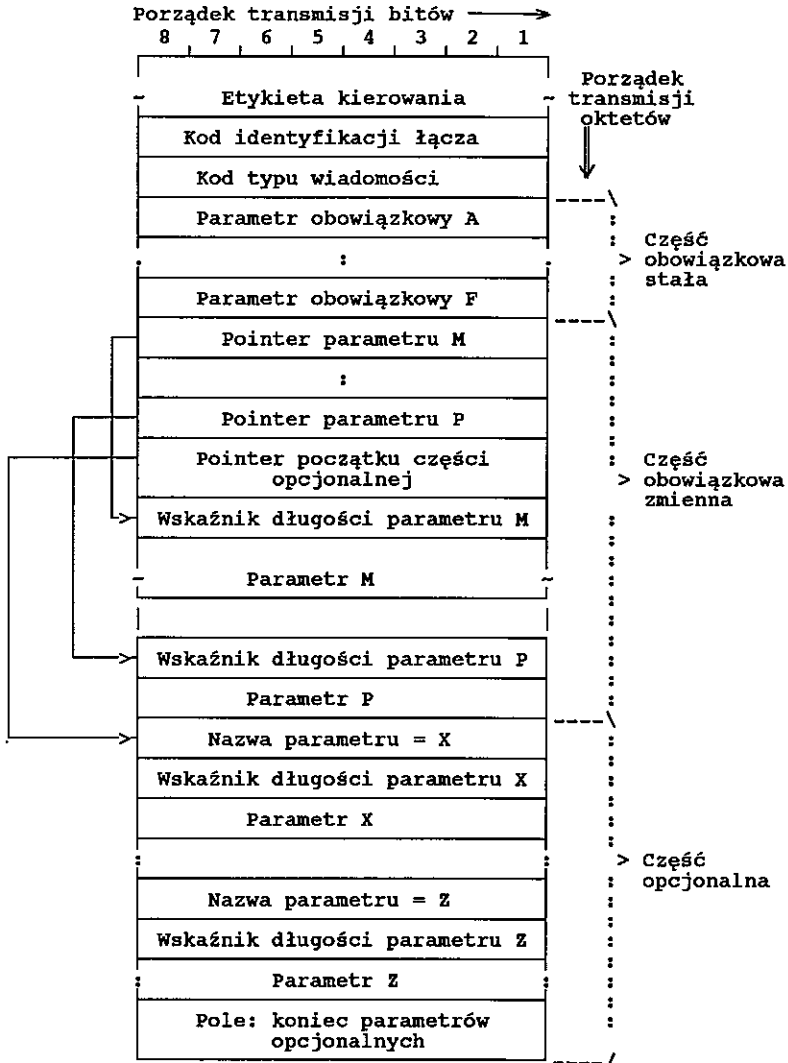 Porządek transmisji bitów
8 7 6 5 4 3 2 1
Etykieta kierowania
Porządek
transmisji
oktetów
Kod identyfikacji łącza
Kod typu wiadomości
Parametr obowiązkowy A
:
Część
obowiązkowa
stała
Parametr obowiązkowy F
Pointer parametru M
:
Pointer parametru P
Pointer początku części
opcjonalnej
Część
obowiązkowa
zmienna
Wskaźnik długości parametru M
Parametr M
Wskaźnik długości parametru P
Parametr P
Nazwa parametru = X
Wskaźnik długości parametru X
Parametr X
Część
opcjonalna
Nazwa parametru = Z
Wskaźnik długości parametru Z
Parametr Z
Pole: koniec parametrów
opcjonalnych